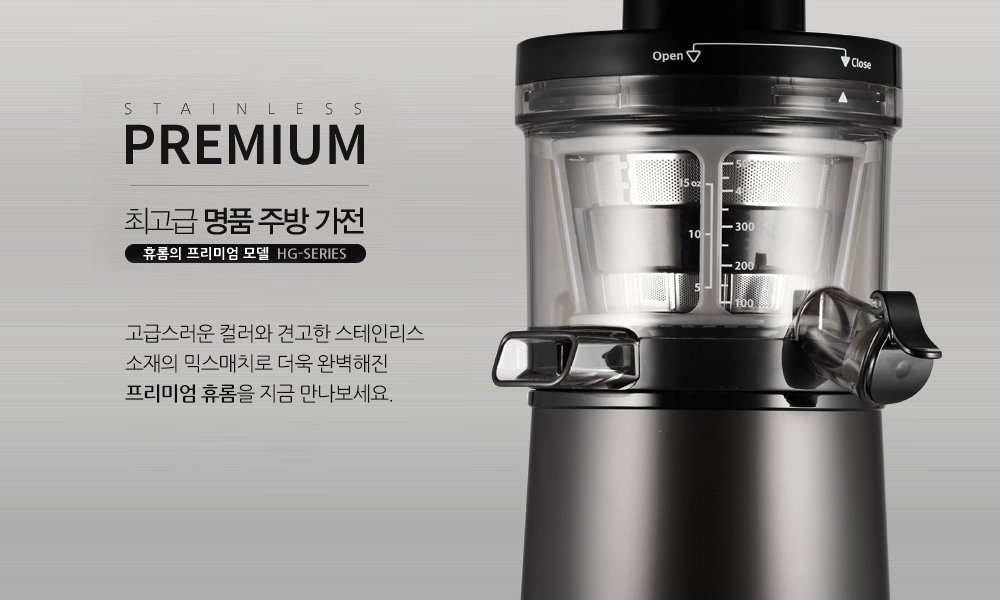 STAINLESS
PREMIUM
최고급 명품 주방 가전
휴롬의 프리미엄 모델 HG-SERIES
고급스러운 컬러와 견고한 스테인리스
소재의 믹스매치로 더욱 완벽해진
프리미엄 휴롬을 지금 만나보세요.
Open Close
15 oz
10 300
200
5 100